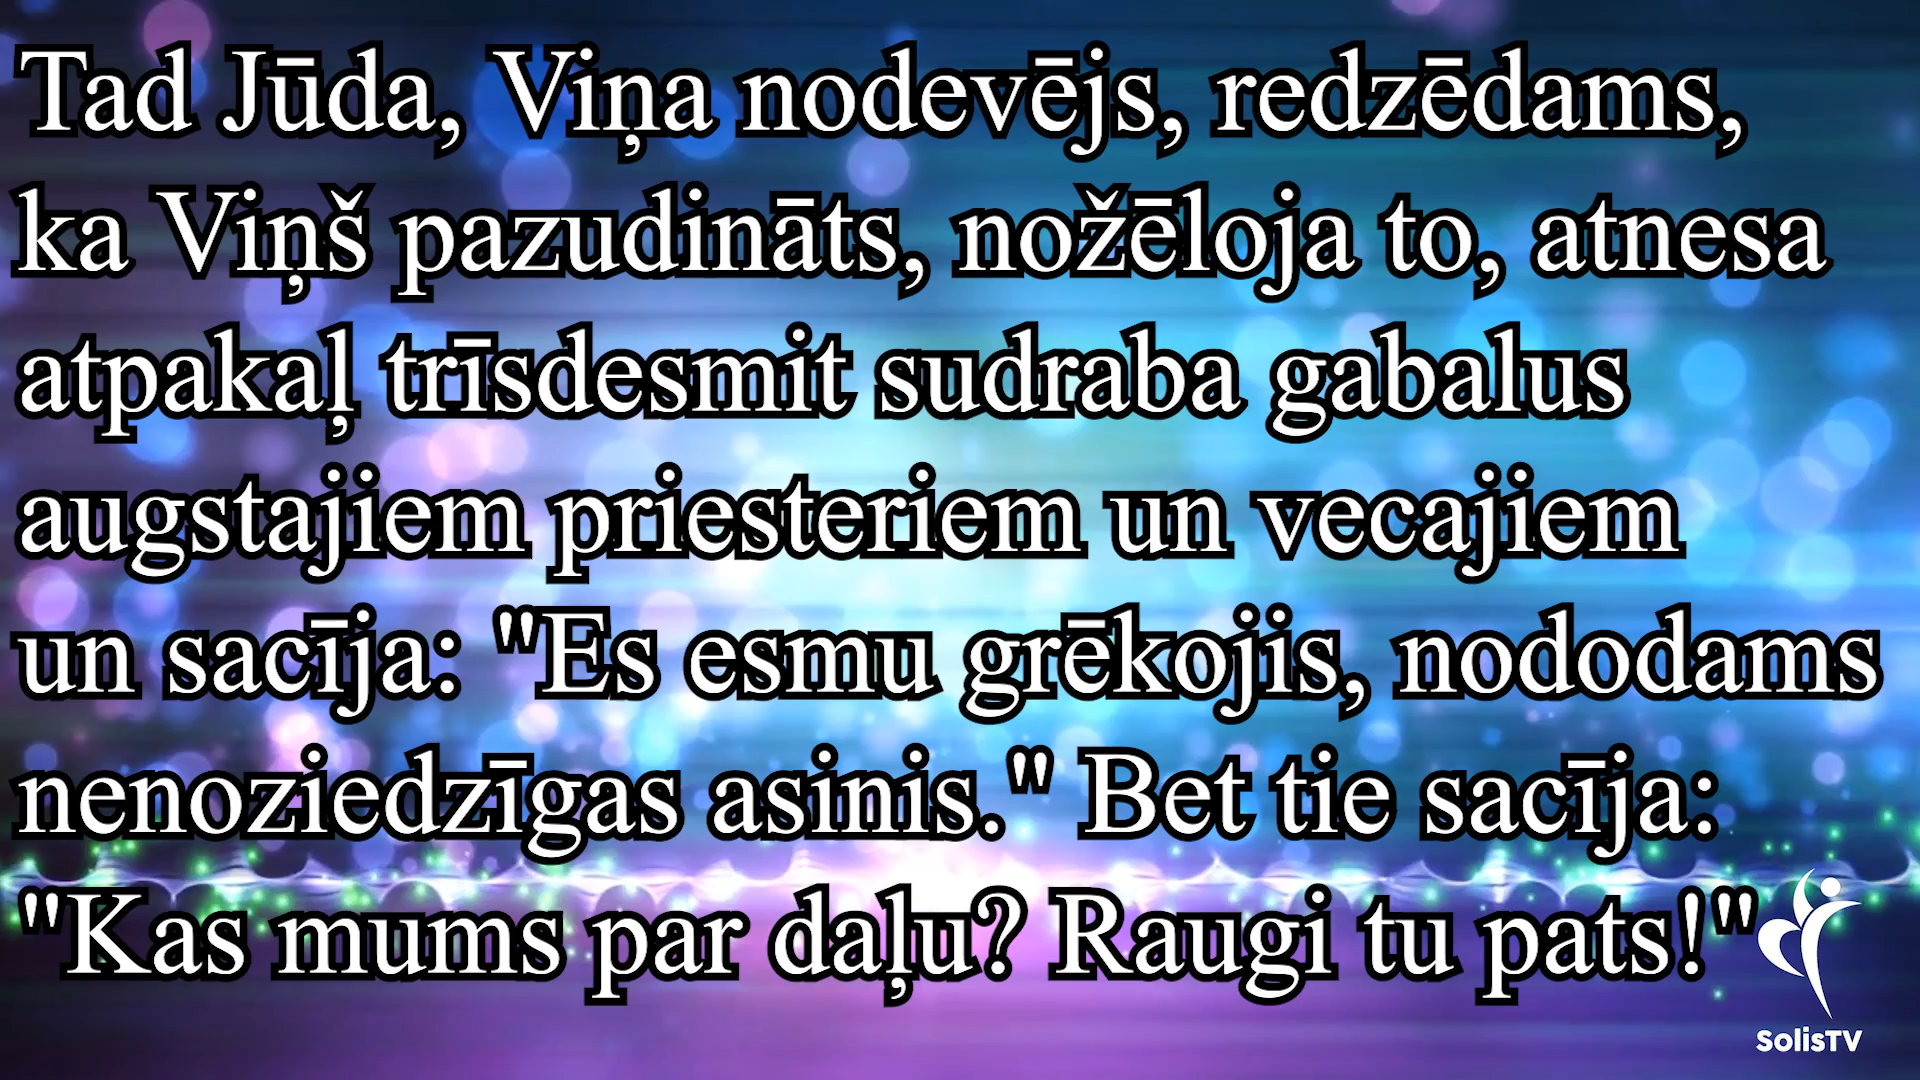 Tad Jūda, Viņa nodevējs, redzēdams,
ka Viņš pazudināts, nožēloja to, atnesa
atpakaļ trīsdesmit sudraba gabalus
augstajiem priesteriem un vecajiem
un sacīja: "Es esmu grēkojis, nododams
nenoziedzīgas asinis." Bet tie sacīja:
"Kas mums par daļu? Raugi tu pats!"
SolisTV